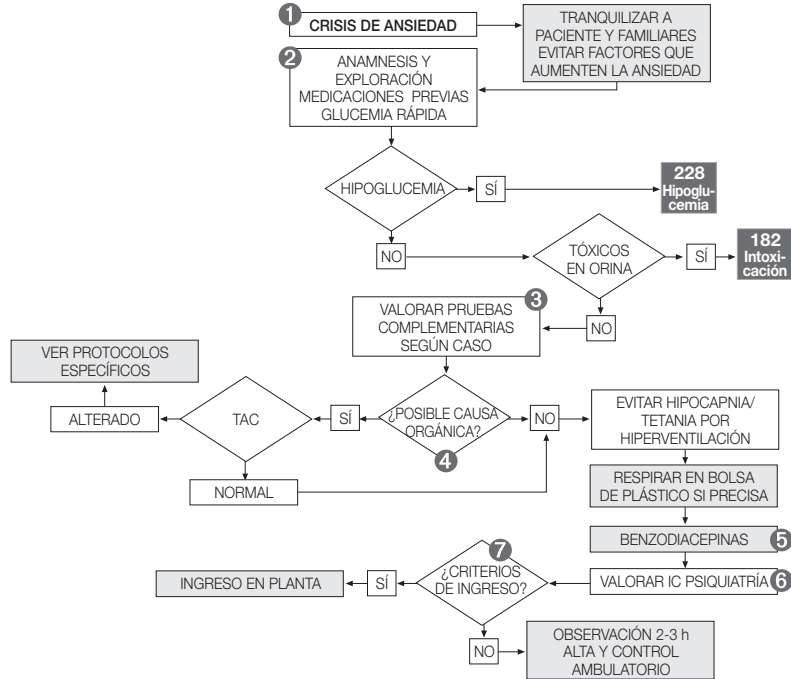 1
CRISIS DE ANSIEDAD
TRANQUILIZAR A
PACIENTE Y FAMILIARES
EVITAR FACTORES QUE
AUMENTEN LA ANSIEDAD
2
ANAMNESIS Y
EXPLORACIÓN
MEDICACIONES PREVIAS
GLUCEMIA RÁPIDA
HIPOGLUCEMIA
SÍ
228
Hipoglu-
cemia
NO
TÓXICOS
EN ORINA
SÍ
182
Intoxi-
cación
NO
3
VALORAR PRUEBAS
COMPLEMENTARIAS
SEGÚN CASO
VER PROTOCOLOS
ESPECÍFICOS
ALTERADO
TAC
SÍ
¿POSIBLE CAUSA
ORGÁNICA?
4
NO
EVITAR HIPOCAPNIA/
TETANIA POR
HIPERVENTILACIÓN
NORMAL
RESPIRAR EN BOLSA
DE PLÁSTICO SI PRECISA
BENZODIACEPINAS
5
VALORAR IC PSIQUIATRÍA
6
7
¿CRITERIOS
DE INGRESO?
SÍ
INGRESO EN PLANTA
NO
OBSERVACIÓN 2-3 h
ALTA Y CONTROL
AMBULATORIO